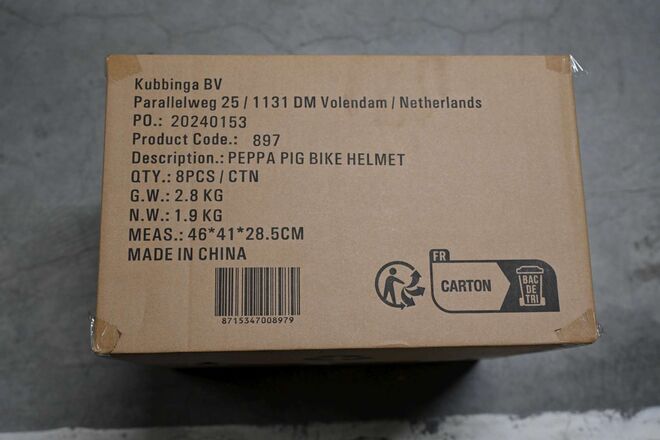 Kubbinga BV
Parallelweg 25 / 1131 DM Volendam / Netherlands
PO.: 20240153
Product Code.: 897
Description.: PEPPA PIG BIKE HELMET
QTY.: 8PCS / CTN
G.W.: 2.8 KG
N.W.: 1.9 KG
MEAS.: 46*41*28.5CM
MADE IN CHINA
8715347008979
FR
CARTON
BAC
DE
TRI